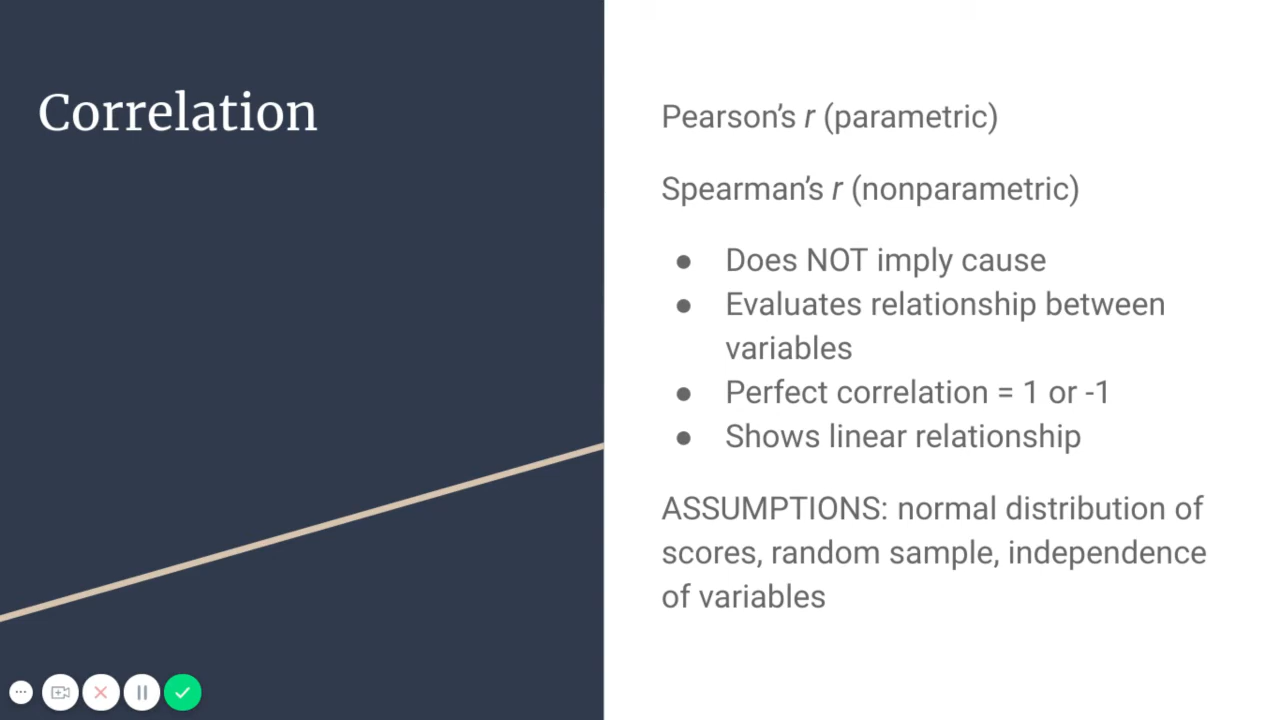 Correlation
Pearson’s r (parametric)
Spearman’s r (nonparametric)
● Does NOT imply cause
● Evaluates relationship between
variables
● Perfect correlation = 1 or -1
● Shows linear relationship
ASSUMPTIONS: normal distribution of
scores, random sample, independence
of variables